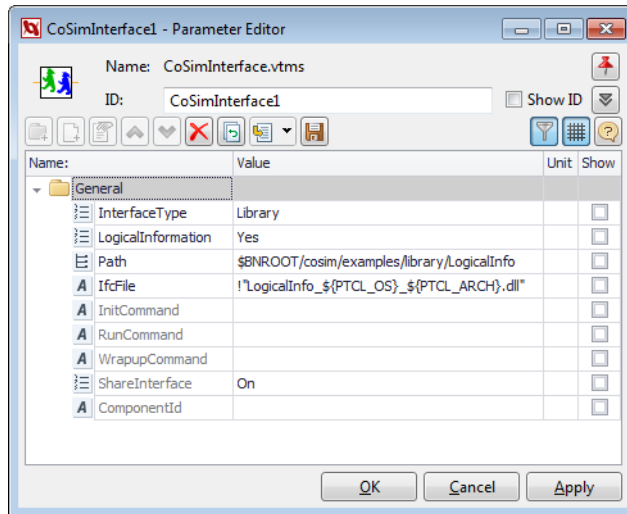 CoSimInterface1 - Parameter Editor
Name: CoSimInterface.vtms
ID: CoSimInterface1 Show ID
Name: Value Unit Show
General
InterfaceType Library
LogicalInformation Yes
Path $BNROOT/cosim/examples/library/LogicalInfo
A IfcFile !"LogicalInfo_${PTCL_OS}_${PTCL_ARCH}.dll"
A InitCommand
A RunCommand
A WrapupCommand
ShareInterface On
A ComponentId
OK Cancel Apply